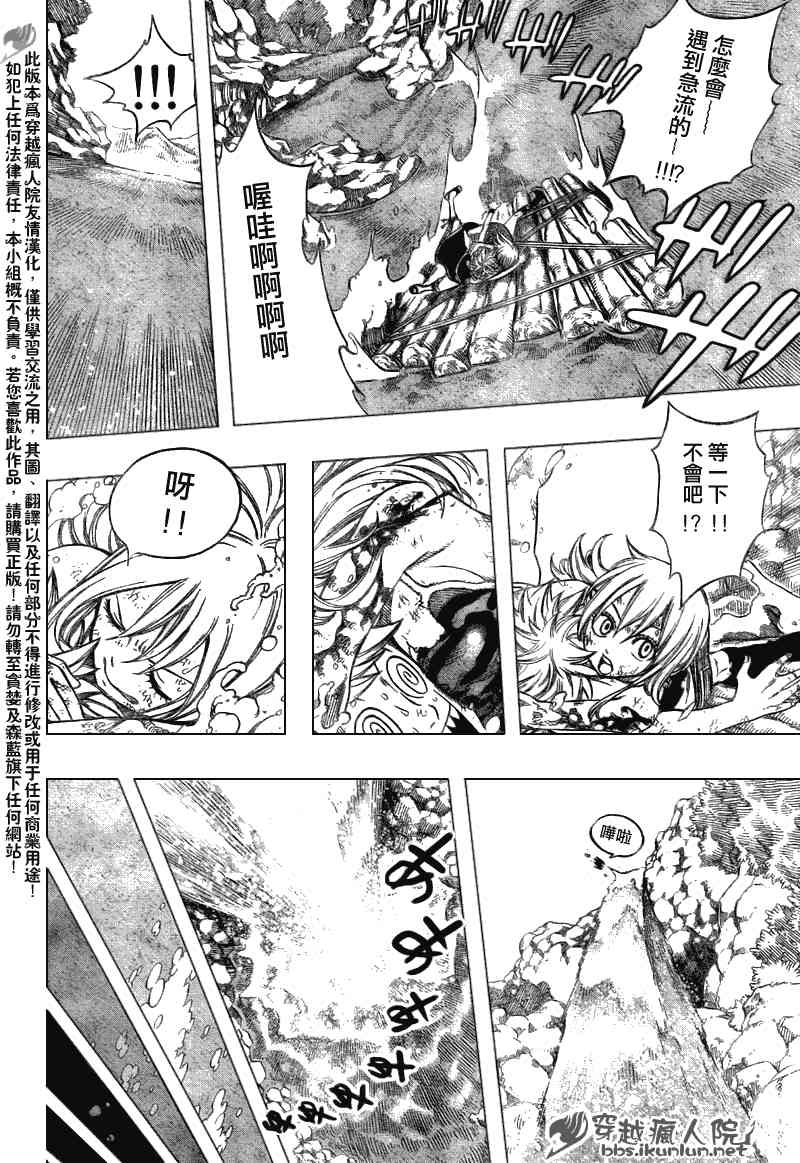 怎麼會～
遇到急流的～!!!?
喔哇啊啊啊啊
!!!
等一下!!
不會吧!?
呀!!
嘩啦
ああああああああ
此版本爲穿越瘋人院友情漢化，僅供學習交流之用，其圖、翻譯以及任何部分不得進行修改或用于任何商業用途！
如犯上任何法律責任，本小組概不負責。若您喜歡此作品，請購買正版！請勿轉至貪婪及森藍旗下任何網站！
穿越瘋人院
bbs.ikunlun.net